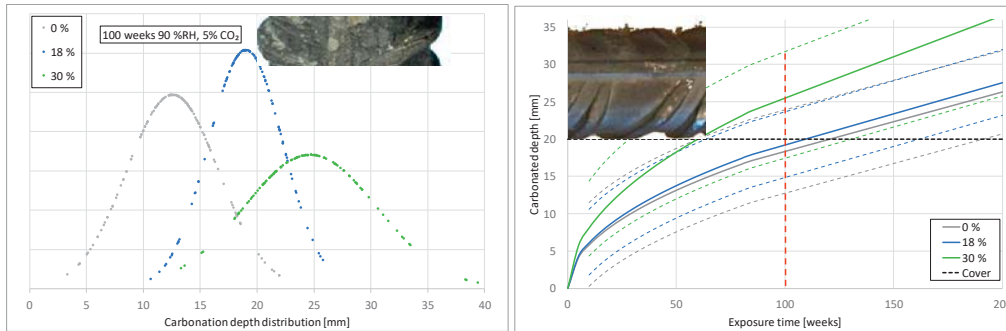 0 %
18 %
30 %
100 weeks 90 %RH, 5% CO₂
0 5 10 15 20 25 30 35 40
Carbonation depth distribution [mm]
Carbonated depth [mm]
35
30
25
20
15
10
5
0
0 50 100 150 200
Exposure time [weeks]
0 %
18 %
30 %
Cover